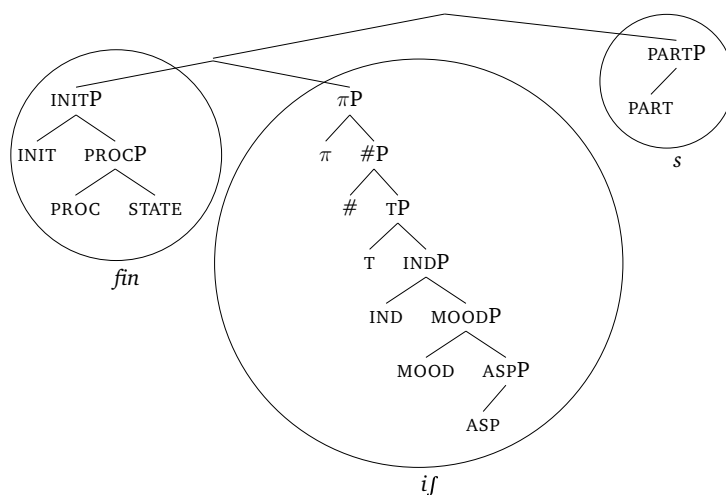 PARTP
PART
s
INITP
INIT PROCP
PROC STATE
fin
πP
π #P
# TP
T INDP
IND MOODP
MOOD ASPP
ASP
iʃ